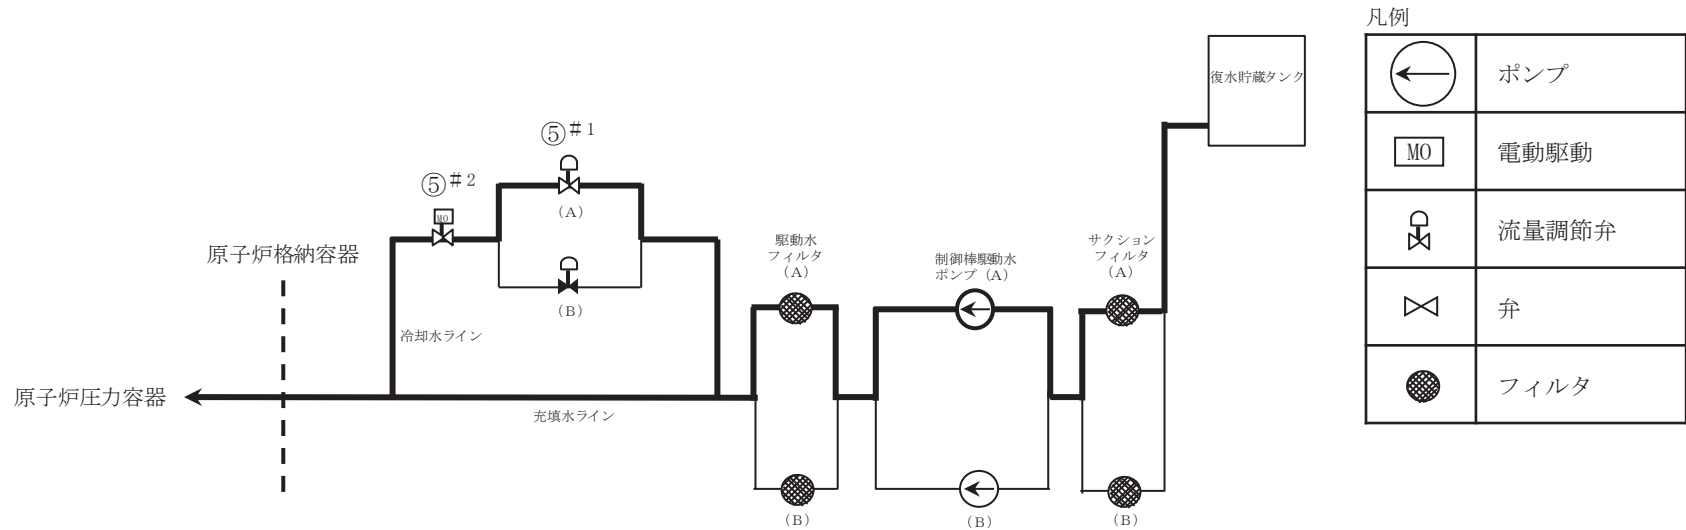 凡例
ポンプ
MO
電動駆動
流量調節弁
弁
フィルタ
復水貯蔵タンク
⑤#1
(A)
⑤#2
MO
(B)
原子炉格納容器
冷却水ライン
原子炉圧力容器
充填水ライン
駆動水
フィルタ
(A)
(B)
制御棒駆動水
ポンプ (A)
(B)
サクション
フィルタ
(A)
(B)